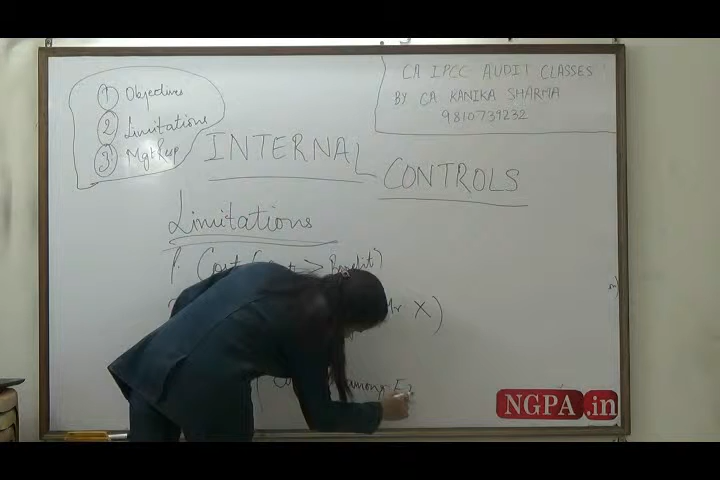 CA IPCC AUDIT CLASSES
BY CA KANIKA SHARMA
9810739232
① Objectives
② Limitations
③ Mgt Rep
INTERNAL
CONTROLS
Limitations
1. Cost > Benefit)
X)
among
NGPA.in